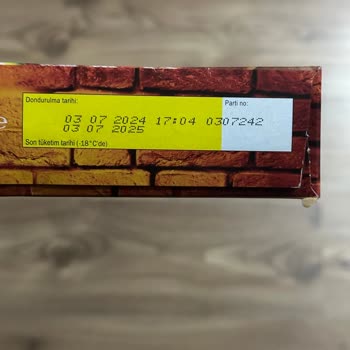 Dondurulma tarihi: Parti no:
03 07 2024 17:04 0307242
03 07 2025
Son tüketim tarihi (-18°C'de)
e